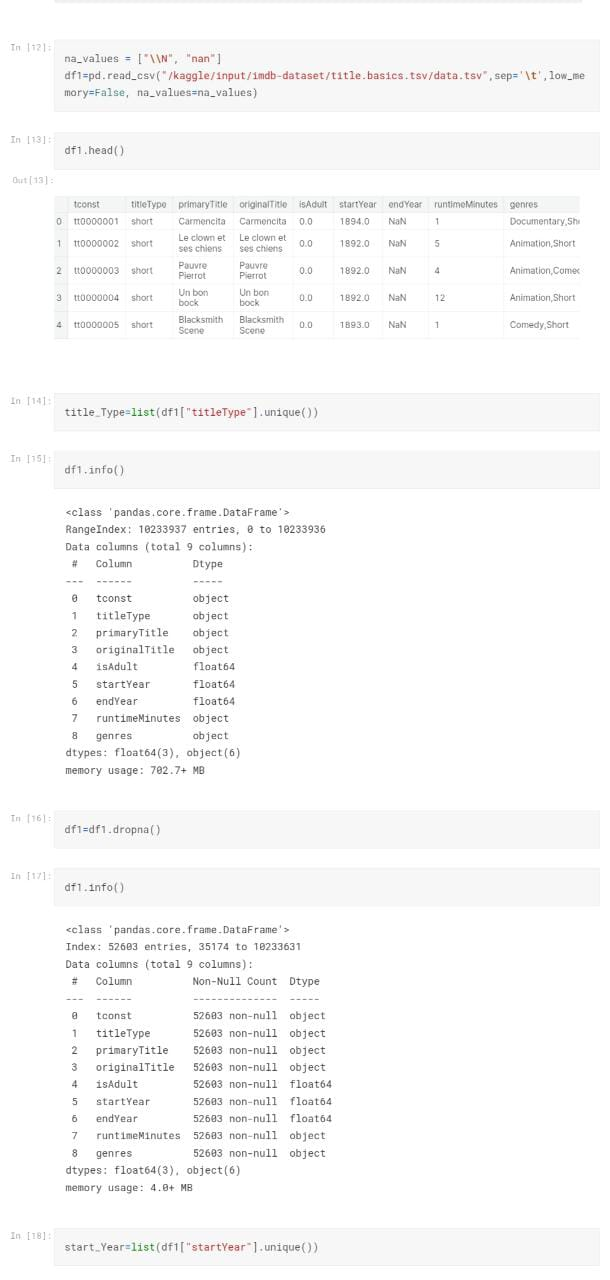 In [12]:
na_values = ["\\N", "nan"]
df1=pd.read_csv("/kaggle/input/imdb-dataset/title.basics.tsv/data.tsv",sep='\t',low_me
mory=False, na_values=na_values)
In [13]:
df1.head()
Out[13]:
tconst titleType primaryTitle originalTitle isAdult startYear endYear runtimeMinutes genres
0 tt0000001 short Carmencita Carmencita 0.0 1894.0 NaN 1 Documentary,Sho
1 tt0000002 short Le clown et ses chiens Le clown et ses chiens 0.0 1892.0 NaN 5 Animation,Short
2 tt0000003 short Pauvre Pierrot Pauvre Pierrot 0.0 1892.0 NaN 4 Animation,Comec
3 tt0000004 short Un bon bock Un bon bock 0.0 1892.0 NaN 12 Animation,Short
4 tt0000005 short Blacksmith Scene Blacksmith Scene 0.0 1893.0 NaN 1 Comedy,Short
In [14]:
title_Type=list(df1["titleType"].unique())
In [15]:
df1.info()
<class 'pandas.core.frame.DataFrame'>
RangeIndex: 10233937 entries, 0 to 10233936
Data columns (total 9 columns):
# Column Dtype
--- ------ -----
0 tconst object
1 titleType object
2 primaryTitle object
3 originalTitle object
4 isAdult float64
5 startYear float64
6 endYear float64
7 runtimeMinutes object
8 genres object
dtypes: float64(3), object(6)
memory usage: 702.7+ MB
In [16]:
df1=df1.dropna()
In [17]:
df1.info()
<class 'pandas.core.frame.DataFrame'>
Index: 52603 entries, 35174 to 10233631
Data columns (total 9 columns):
# Column Non-Null Count Dtype
--- ------ -------------- -----
0 tconst 52603 non-null object
1 titleType 52603 non-null object
2 primaryTitle 52603 non-null object
3 originalTitle 52603 non-null object
4 isAdult 52603 non-null float64
5 startYear 52603 non-null float64
6 endYear 52603 non-null float64
7 runtimeMinutes 52603 non-null object
8 genres 52603 non-null object
dtypes: float64(3), object(6)
memory usage: 4.0+ MB
In [18]:
start_Year=list(df1["startYear"].unique())